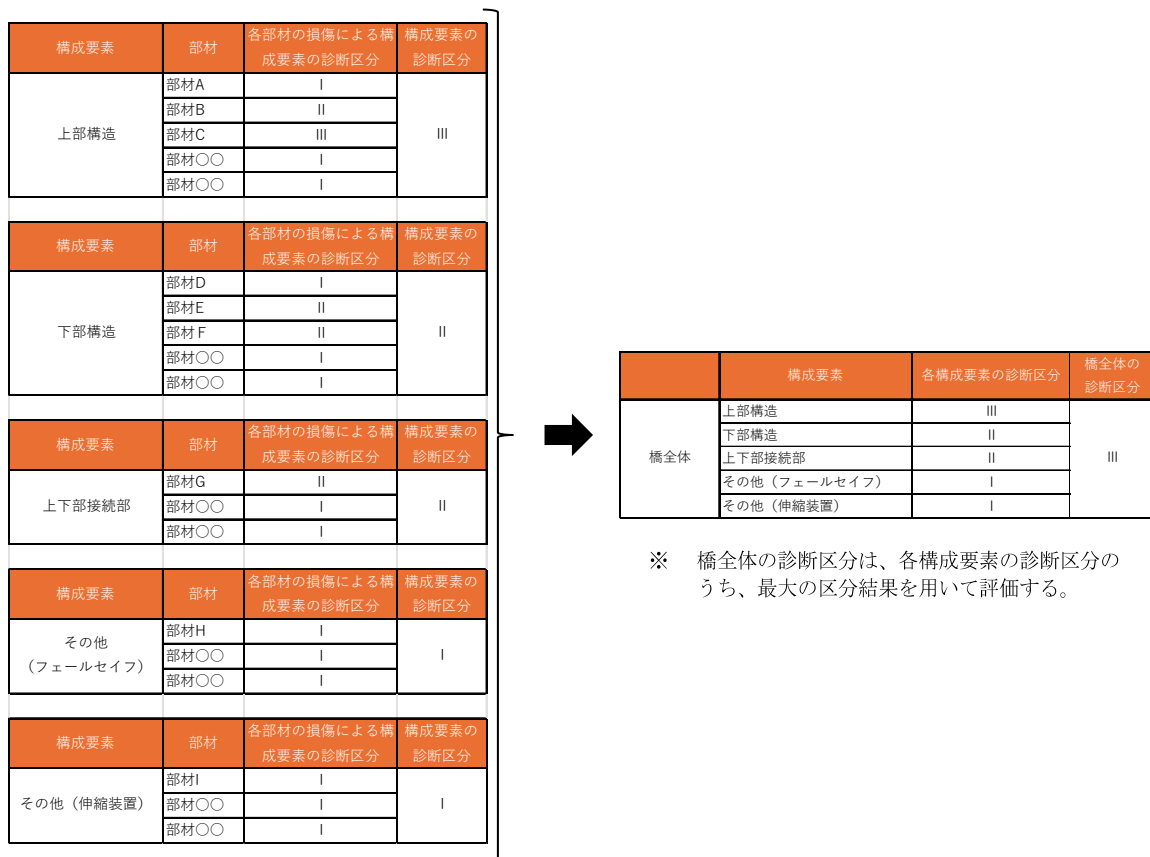 構成要素 部材 各部材の損傷による構成要素の診断区分 構成要素の診断区分
部材A I
部材B II
上部構造 部材C III III
部材〇〇 I
部材〇〇 I
構成要素 部材 各部材の損傷による構成要素の診断区分 構成要素の診断区分
部材D I
部材E II
下部構造 部材F II II
部材〇〇 I
部材〇〇 I
構成要素 部材 各部材の損傷による構成要素の診断区分 構成要素の診断区分
部材G II
上下部接続部 部材〇〇 I II
部材〇〇 I
構成要素 部材 各部材の損傷による構成要素の診断区分 構成要素の診断区分
その他
（フェールセイフ）
部材H I
部材〇〇 I I
部材〇〇 I
構成要素 部材 各部材の損傷による構成要素の診断区分 構成要素の診断区分
部材I I
その他（伸縮装置） 部材〇〇 I I
部材〇〇 I
構成要素 各構成要素の診断区分 橋全体の診断区分
上部構造 III
下部構造 II
橋全体 上下部接続部 II III
その他（フェールセイフ） I
その他（伸縮装置） I
※ 橋全体の診断区分は、各構成要素の診断区分の
うち、最大の区分結果を用いて評価する。